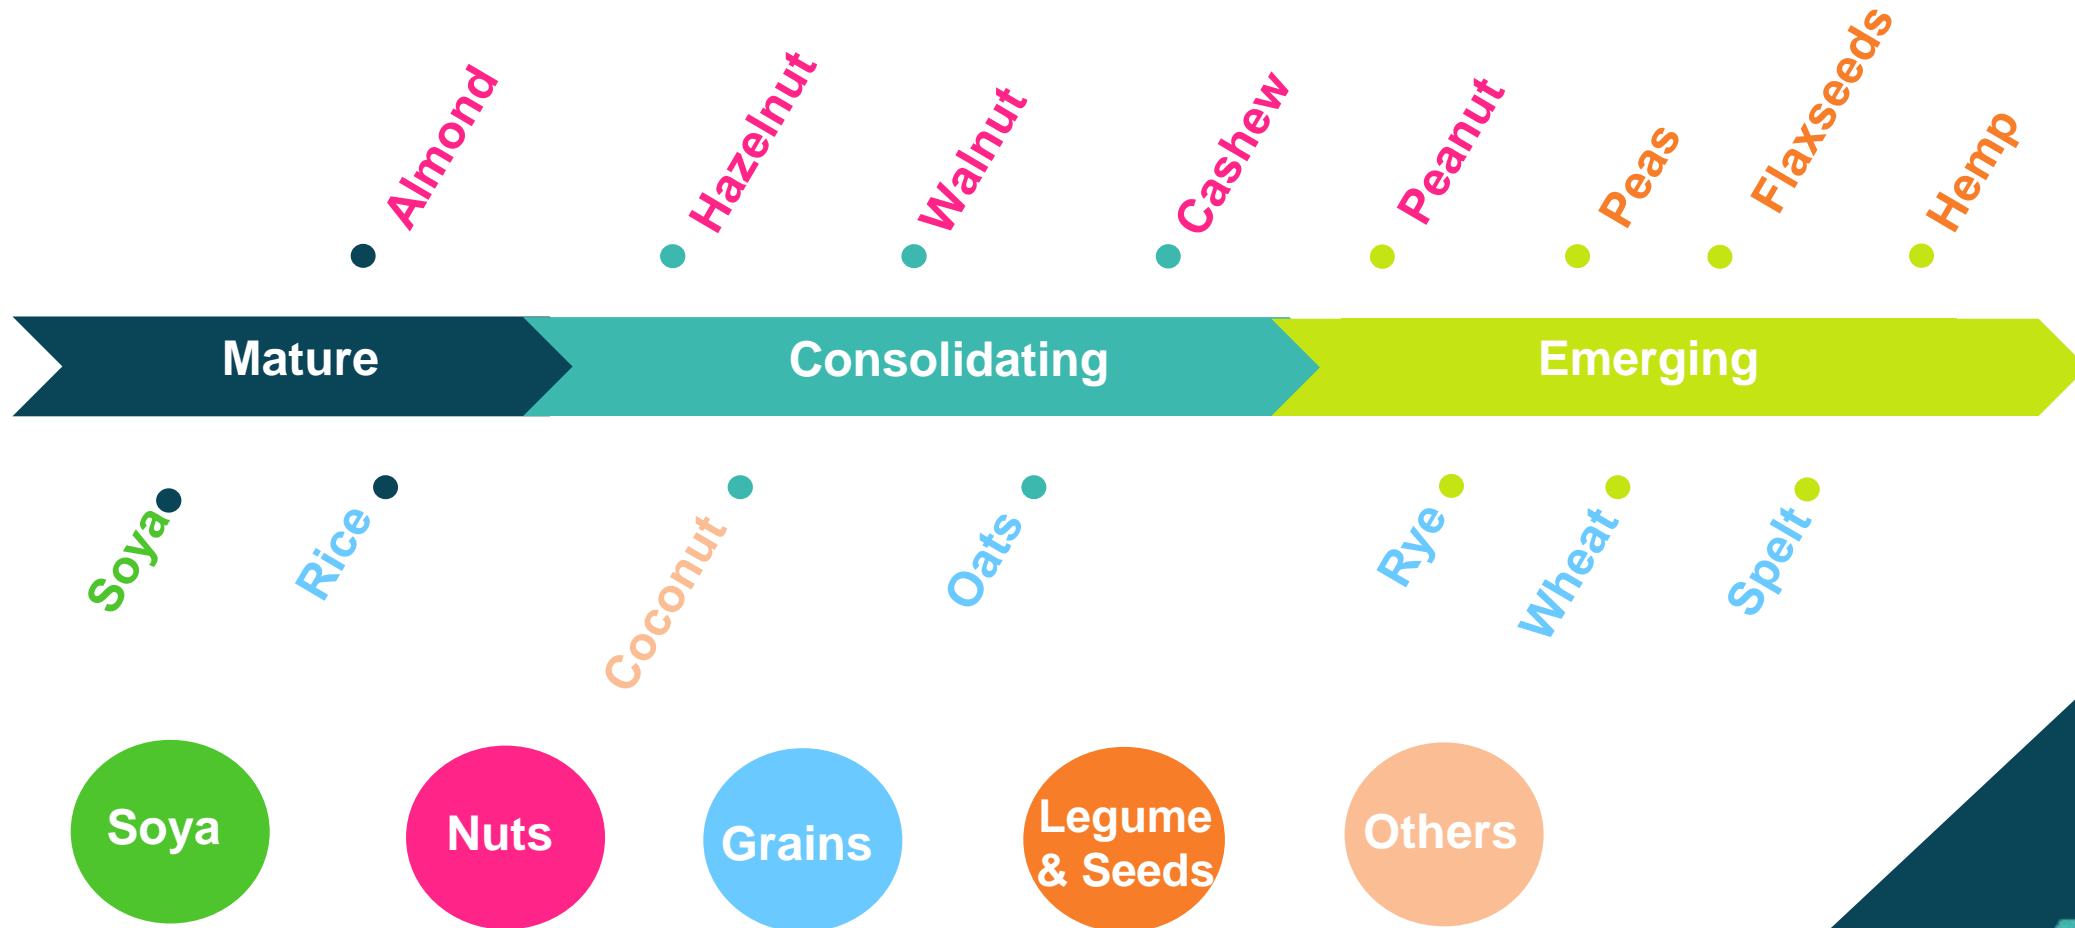 Almond
Hazelnut
Walnut
Cashew
Peanut
Peas
Flaxseeds
Hemp
Mature
Consolidating
Emerging
Soya
Rice
Coconut
Oats
Rye
Wheat
Spelt
Soya
Nuts
Grains
Legume
& Seeds
Others